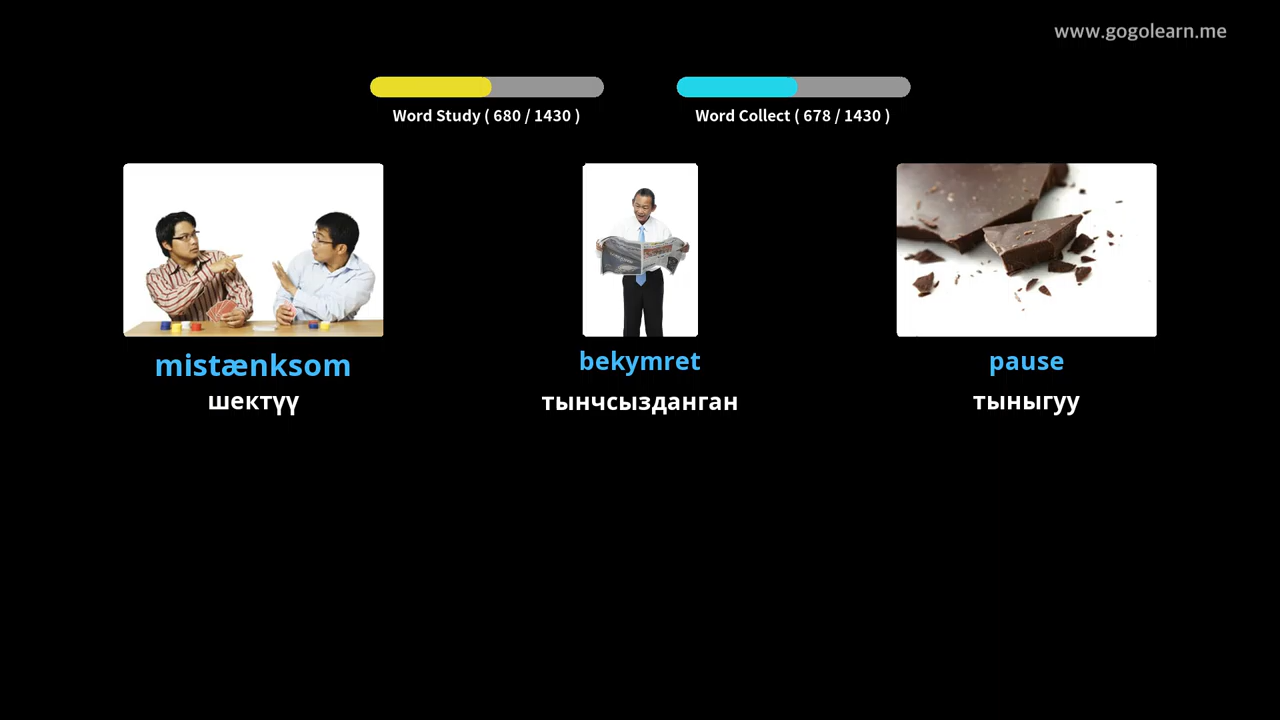 www.gogolearn.me
Word Study ( 680 / 1430 )
Word Collect ( 678 / 1430 )
mistænksom
шектүү
bekymret
тынчсызданган
pause
тыныгуу